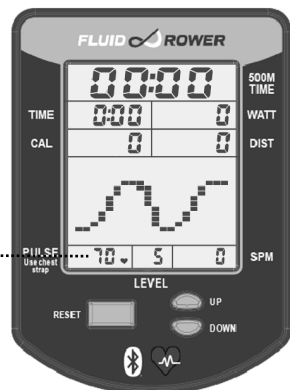 FLUID ROWER
00:00 500M TIME
TIME 0:00 0 WATT
CAL 0 0 DIST
PULSE Use chest strap 70 5 0 SPM
LEVEL
RESET UP
DOWN